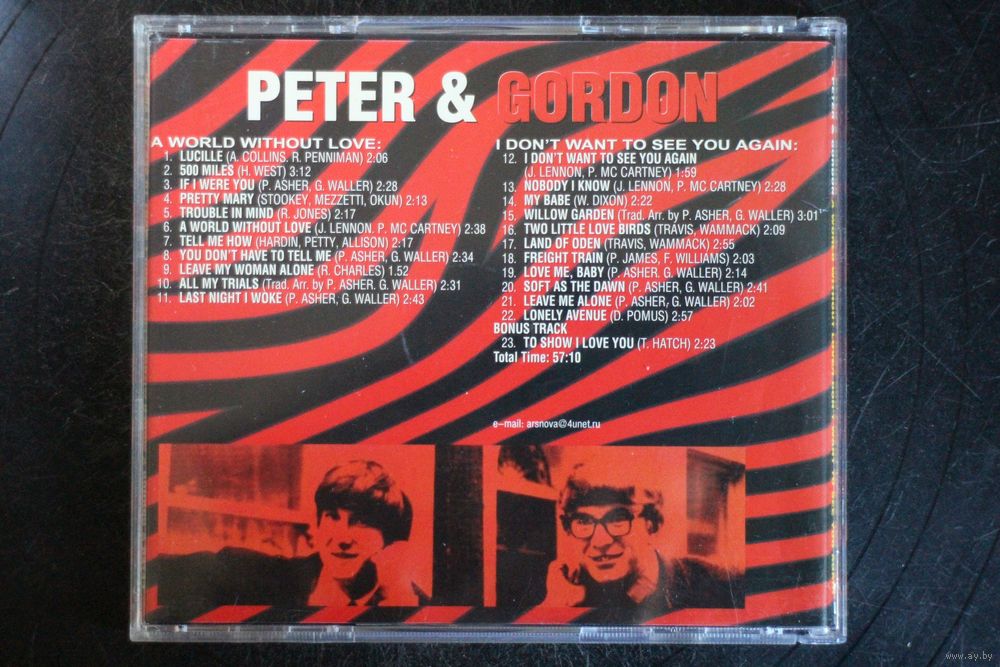 PETER & GORDON
A WORLD WITHOUT LOVE:
1. LUCILLE (A. COLLINS. R. PENNIMAN) 2:06
2. 500 MILES (H. WEST) 3:12
3. IF I WERE YOU (P. ASHER, G. WALLER) 2:28
4. PRETTY MARY (STOOKEY, MEZZETTI, OKUN) 2:13
5. TROUBLE IN MIND (R. JONES) 2:17
6. A WORLD WITHOUT LOVE (J. LENNON. P. MC CARTNEY) 2:38
7. TELL ME HOW (HARDIN, PETTY, ALLISON) 2:17
8. YOU DON'T HAVE TO TELL ME (P. ASHER, G. WALLER) 2:34
9. LEAVE MY WOMAN ALONE (R. CHARLES) 1.52
10. ALL MY TRIALS (Trad. Arr. by P. ASHER. G. WALLER) 2:31
11. LAST NIGHT I WOKE (P. ASHER, G. WALLER) 2:43
I DON'T WANT TO SEE YOU AGAIN:
12. I DON'T WANT TO SEE YOU AGAIN
(J. LENNON, P. MC CARTNEY) 1:59
13. NOBODY I KNOW (J. LENNON, P. MC CARTNEY) 2:28
14. MY BABE (W. DIXON) 2:22
15. WILLOW GARDEN (Trad. Arr. by P. ASHER, G. WALLER) 3:01
16. TWO LITTLE LOVE BIRDS (TRAVIS, WAMMACK) 2:09
17. LAND OF ODEN (TRAVIS, WAMMACK) 2:55
18. FREIGHT TRAIN (P. JAMES, F. WILLIAMS) 2:03
19. LOVE ME, BABY (P. ASHER. G. WALLER) 2:14
20. SOFT AS THE DAWN (P. ASHER, G. WALLER) 2:41
21. LEAVE ME ALONE (P. ASHER, G. WALLER) 2:02
22. LONELY AVENUE (D. POMUS) 2:57
BONUS TRACK
23. TO SHOW I LOVE YOU (T. HATCH) 2:23
Total Time: 57:10
e-mail: arsnova@4unet.ru
www.ay.by